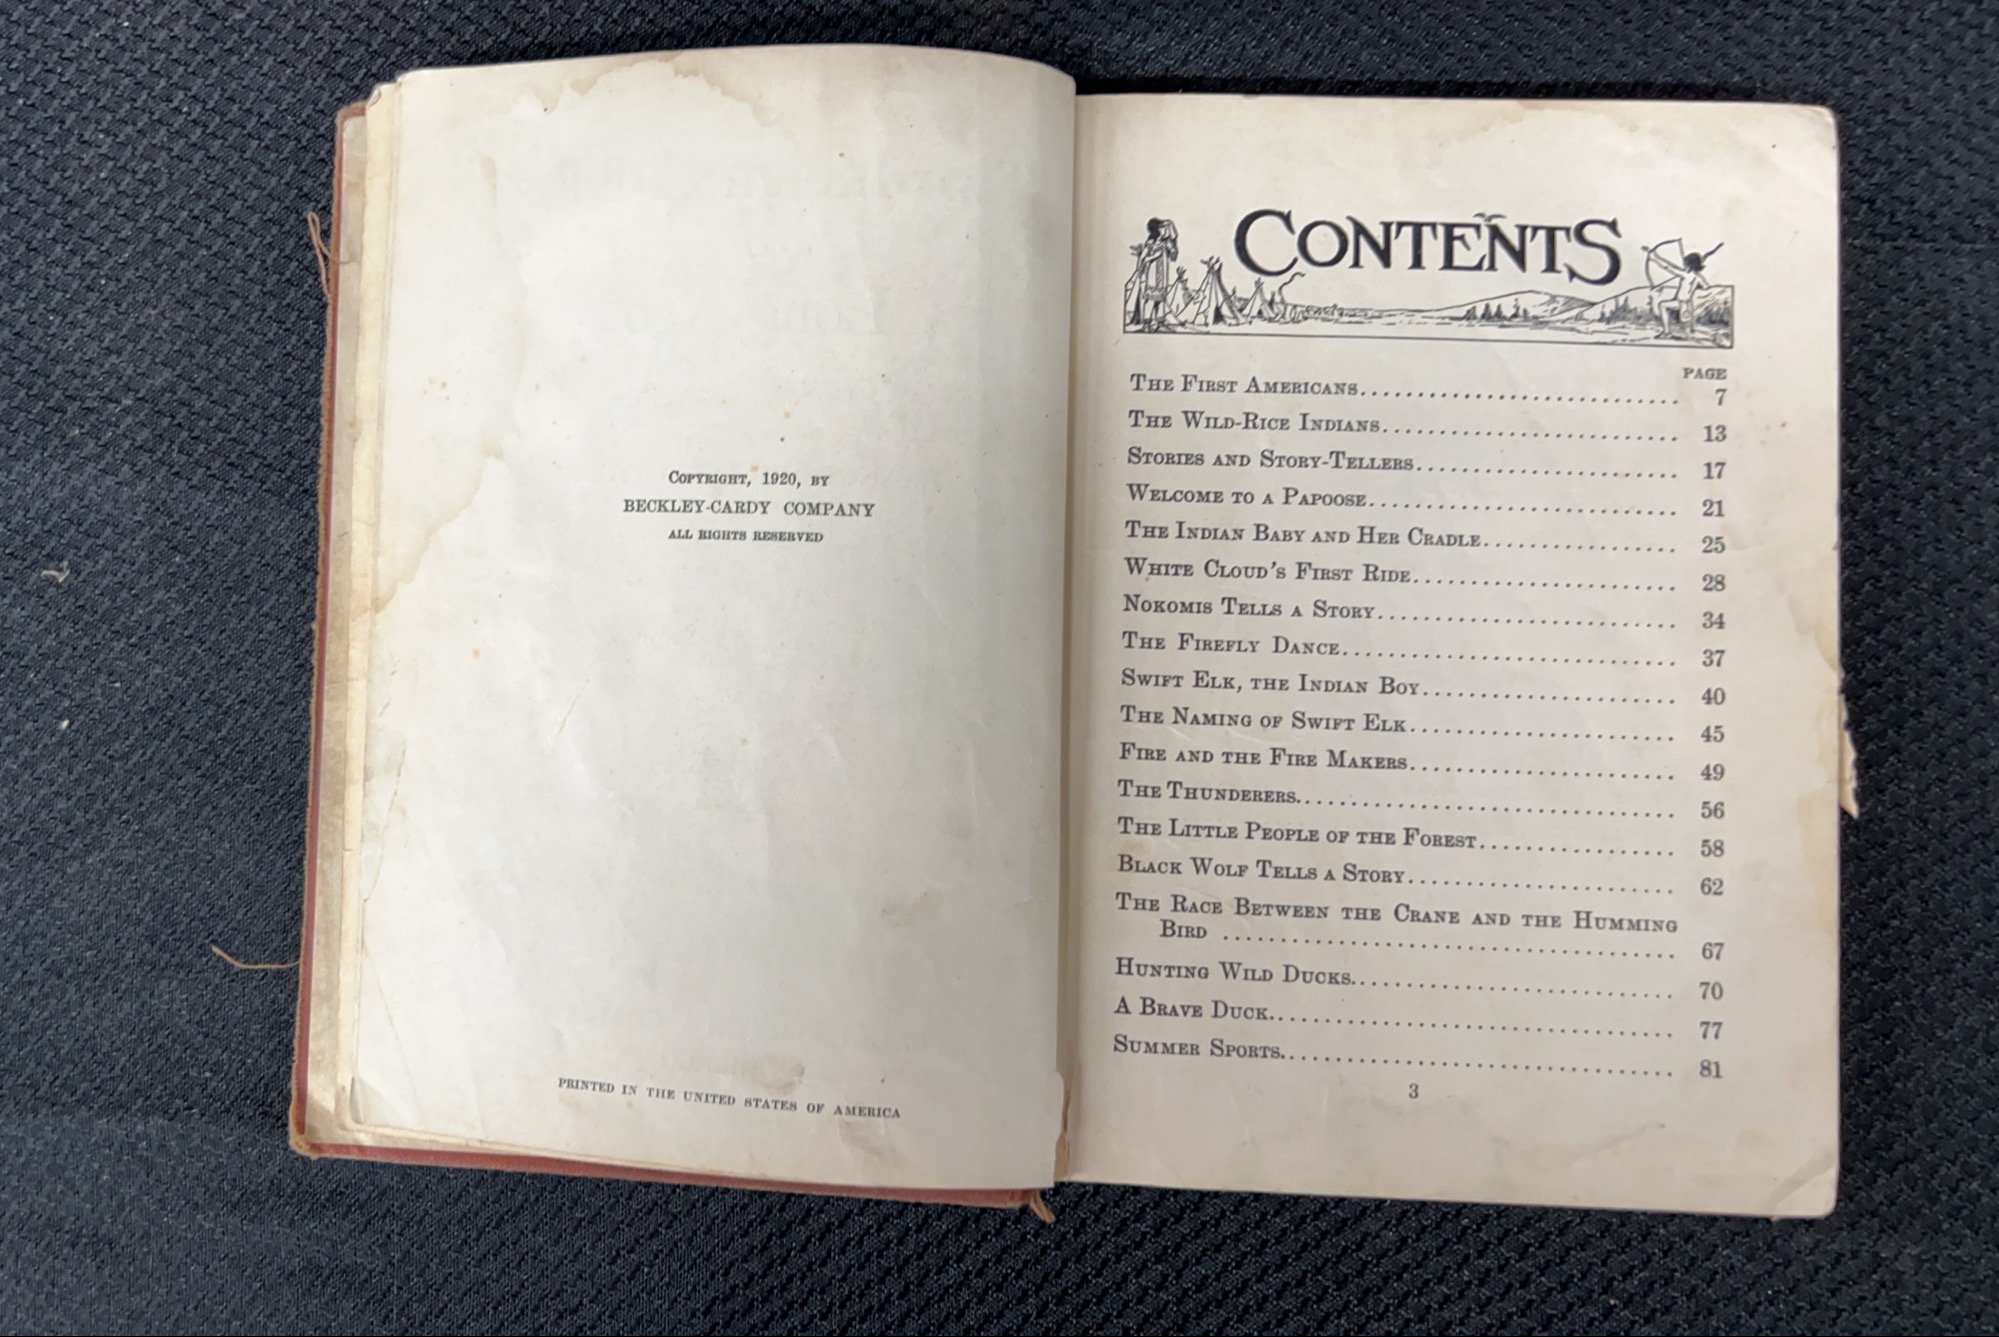 Copyright, 1920, by
BECKLEY-CARDY COMPANY
ALL RIGHTS RESERVED
PRINTED IN THE UNITED STATES OF AMERICA
CONTENTS
PAGE
The First Americans.............................. 7
The Wild-Rice Indians............................ 13
Stories and Story-Tellers......................... 17
Welcome to a Papoose............................. 21
The Indian Baby and Her Cradle.................. 25
White Cloud's First Ride......................... 28
Nokomis Tells a Story............................ 34
The Firefly Dance................................ 37
Swift Elk, the Indian Boy........................ 40
The Naming of Swift Elk.......................... 45
Fire and the Fire Makers......................... 49
The Thunderers................................... 56
The Little People of the Forest.................. 58
Black Wolf Tells a Story......................... 62
The Race Between the Crane and the Humming
Bird ........................................ 67
Hunting Wild Ducks............................... 70
A Brave Duck..................................... 77
Summer Sports.................................... 81
3